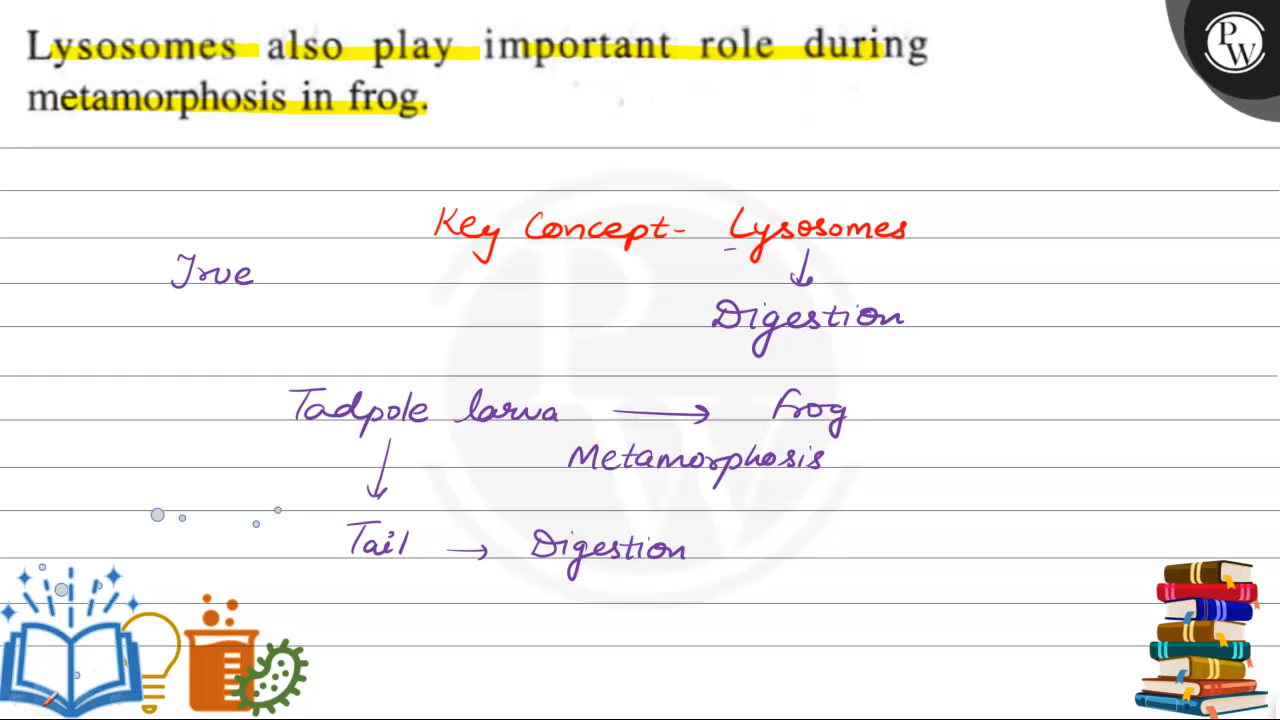 Lysosomes also play important role during
metamorphosis in frog.
PW
Key Concept- Lysosomes
True
Digestion
Tadpole larva → frog
Metamorphosis
Tail → Digestion